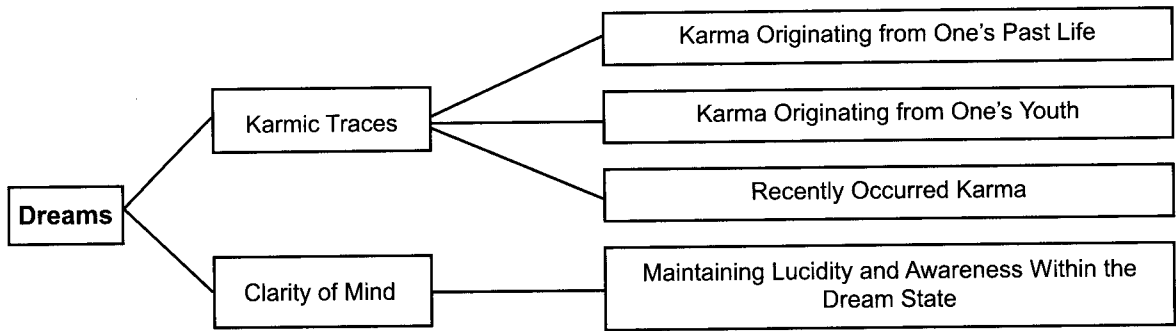 Karma Originating from One's Past Life
Karmic Traces
Karma Originating from One's Youth
Recently Occurred Karma
Dreams
Clarity of Mind
Maintaining Lucidity and Awareness Within the
Dream State